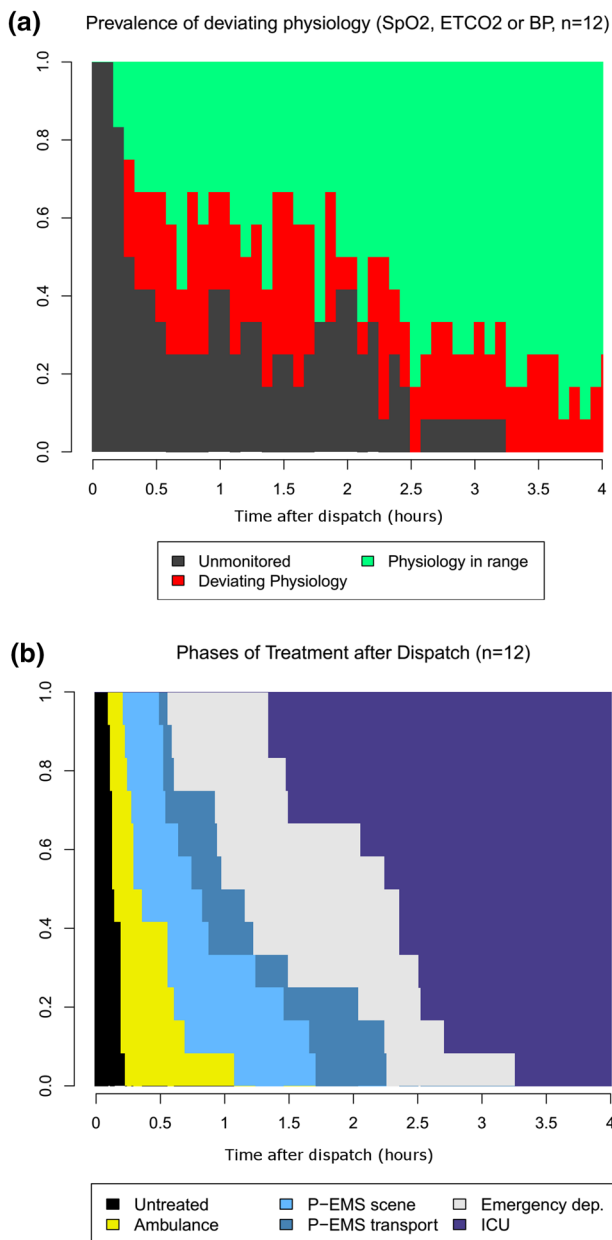 (a)
Prevalence of deviating physiology (SpO2, ETCO2 or BP, n=12)
1.0
0.8
0.6
0.4
0.2
0.0
0 0.5 1 1.5 2 2.5 3 3.5 4
Time after dispatch (hours)
Unmonitored Physiology in range
Deviating Physiology
(b)
Phases of Treatment after Dispatch (n=12)
1.0
0.8
0.6
0.4
0.2
0.0
0 0.5 1 1.5 2 2.5 3 3.5 4
Time after dispatch (hours)
Untreated P−EMS scene Emergency dep.
Ambulance P−EMS transport ICU